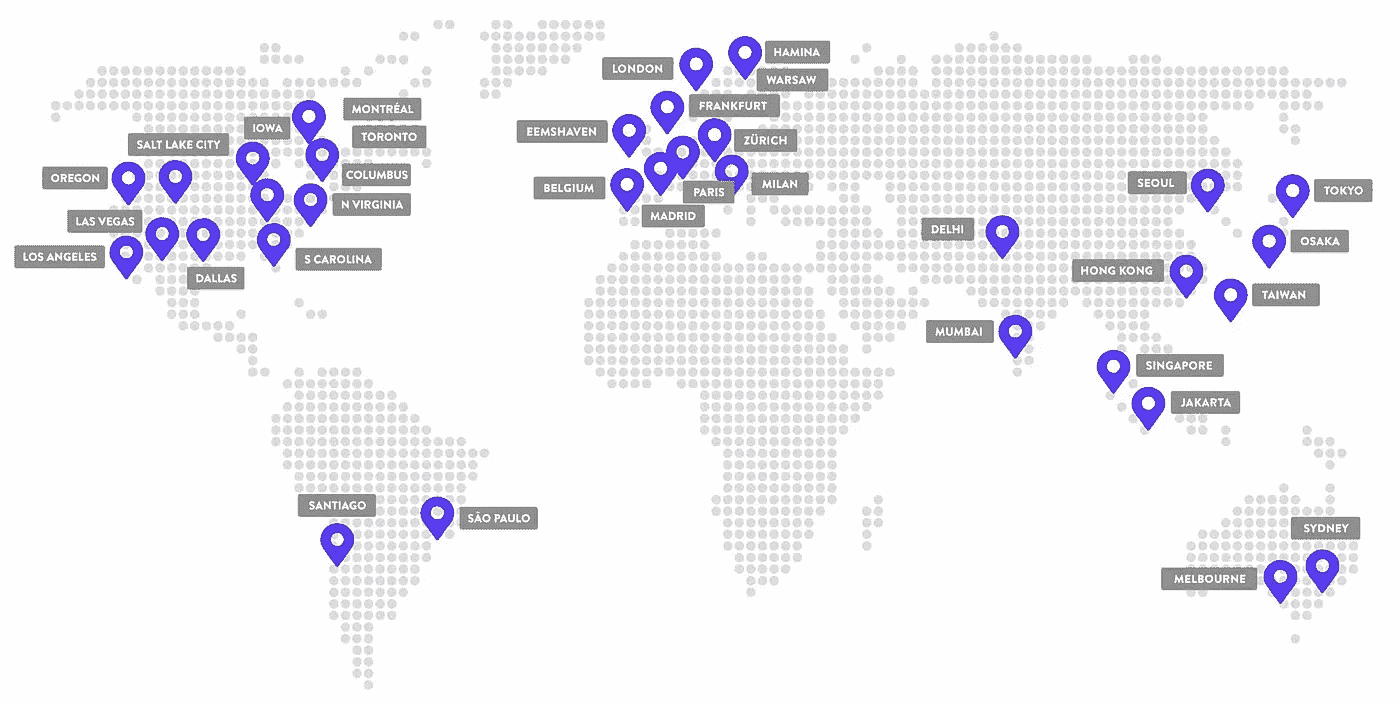 HAMINA
LONDON
WARSAW
FRANKFURT
MONTRÉAL
IOWA
TORONTO
EEMSHAVEN
ZÜRICH
SALT LAKE CITY
COLUMBUS
OREGON
BELGIUM
PARIS
MILAN
SEOUL
TOKYO
N VIRGINIA
MADRID
LAS VEGAS
DELHI
OSAKA
LOS ANGELES
S CAROLINA
DALLAS
HONG KONG
TAIWAN
MUMBAI
SINGAPORE
JAKARTA
SANTIAGO
SÃO PAULO
SYDNEY
MELBOURNE